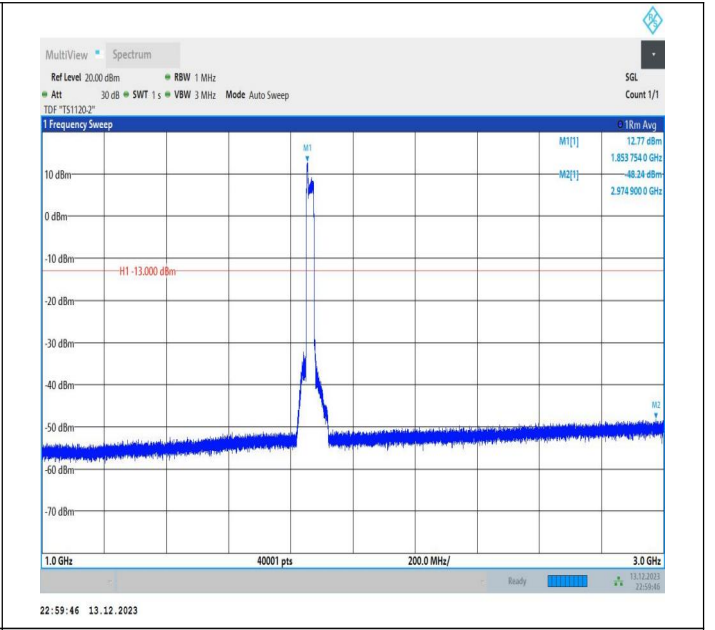 R S
MultiView Spectrum
Ref Level 20.00 dBm RBW 1 MHz SGL
Att 30 dB SWT 1 s VBW 3 MHz Mode Auto Sweep Count 1/1
TDF "TS1120-2"
1 Frequency Sweep 1Rm Avg
M1[1] 12.77 dBm
1.853 754 0 GHz
M2[1] -48.24 dBm
2.974 900 0 GHz
M1
10 dBm
0 dBm
-10 dBm
H1 -13.000 dBm
-20 dBm
-30 dBm
-40 dBm
M2
-50 dBm
-60 dBm
-70 dBm
1.0 GHz 40001 pts 200.0 MHz/ 3.0 GHz
Ready 13.12.2023
22:59:46
22:59:46 13.12.2023